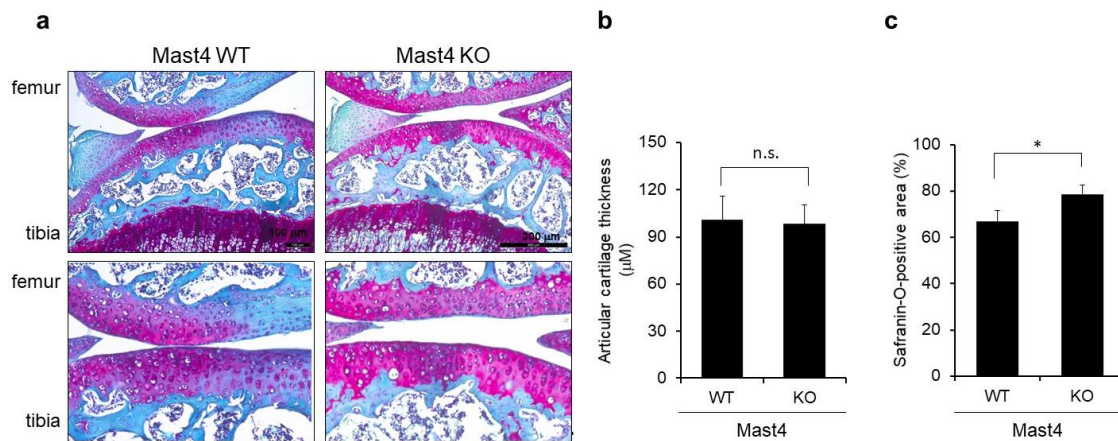 a
Mast4 WT
Mast4 KO
femur
tibia
100 μm
300 μm
femur
tibia
b
Articular cartilage thickness
(μM)
150
120
90
60
30
0
n.s.
WT
KO
Mast4
c
Safranin-O-positive area (%)
100
80
60
40
20
0
*
WT
KO
Mast4